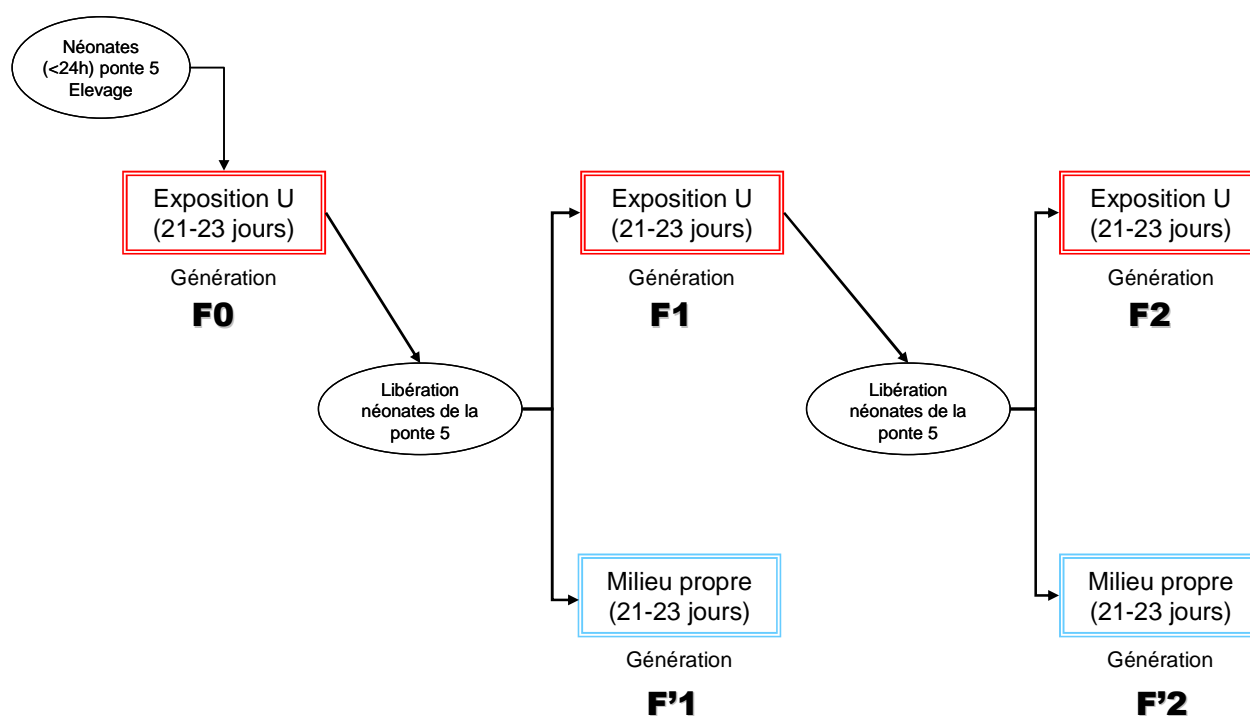 Néonates
(<24h) ponte 5
Elevage
Exposition U
(21-23 jours)
Génération
F0
Libération
néonates de la
ponte 5
Exposition U
(21-23 jours)
Génération
F1
Milieu propre
(21-23 jours)
Génération
F'1
Libération
néonates de la
ponte 5
Exposition U
(21-23 jours)
Génération
F2
Milieu propre
(21-23 jours)
Génération
F'2